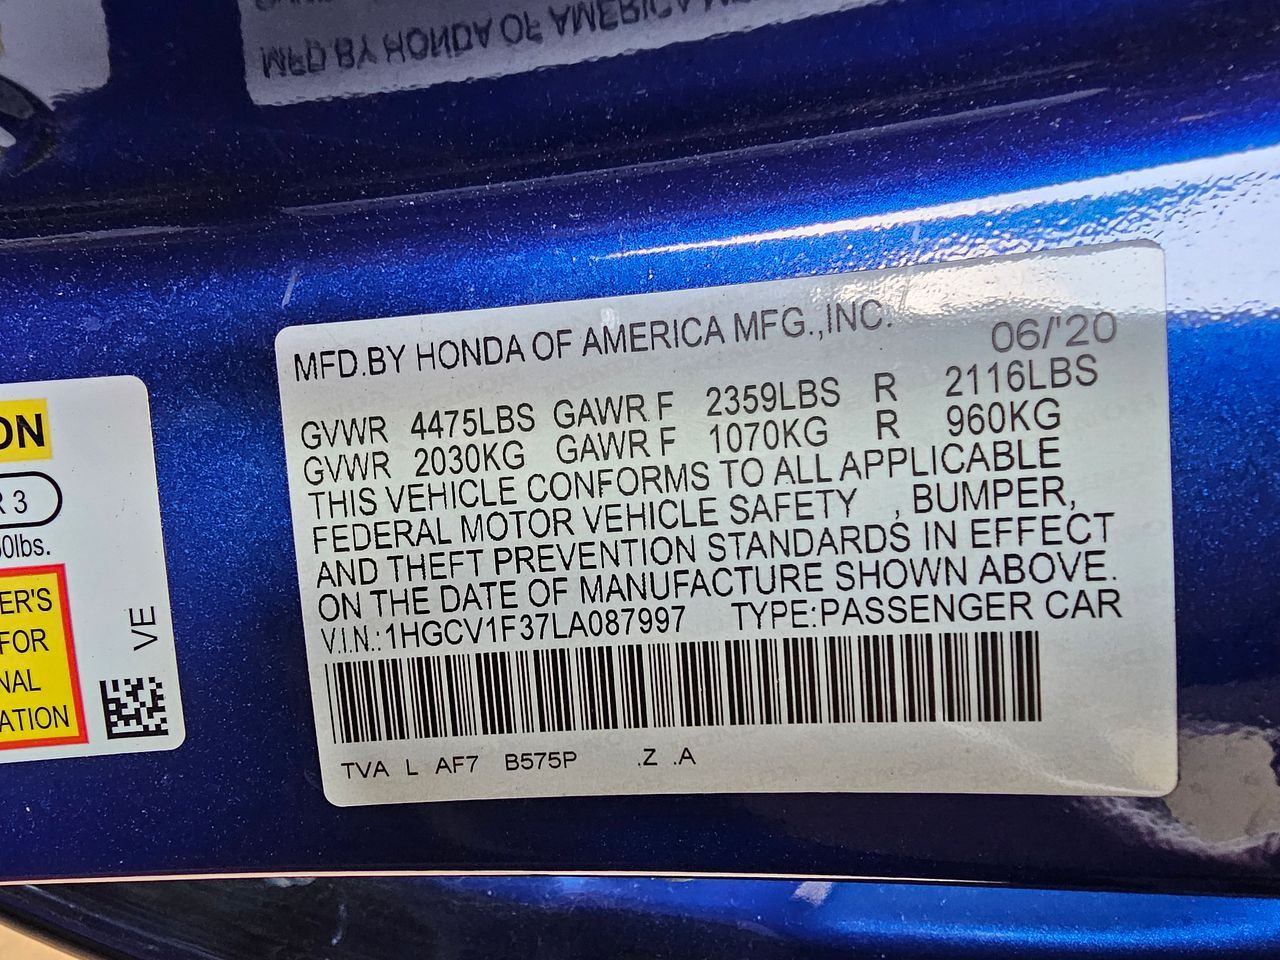 MFD BY HONDA OF AMERICA
MFD.BY HONDA OF AMERICA MFG.,INC. 06/'20
GVWR 4475LBS GAWR F 2359LBS R 2116LBS
GVWR 2030KG GAWR F 1070KG R 960KG
THIS VEHICLE CONFORMS TO ALL APPLICABLE
FEDERAL MOTOR VEHICLE SAFETY , BUMPER,
AND THEFT PREVENTION STANDARDS IN EFFECT
ON THE DATE OF MANUFACTURE SHOWN ABOVE.
V.I.N.:1HGCV1F37LA087997 TYPE:PASSENGER CAR
TVA L AF7 B575P .Z .A
ON
R 3
0lbs.
ER'S
FOR
NAL
ATION
VE